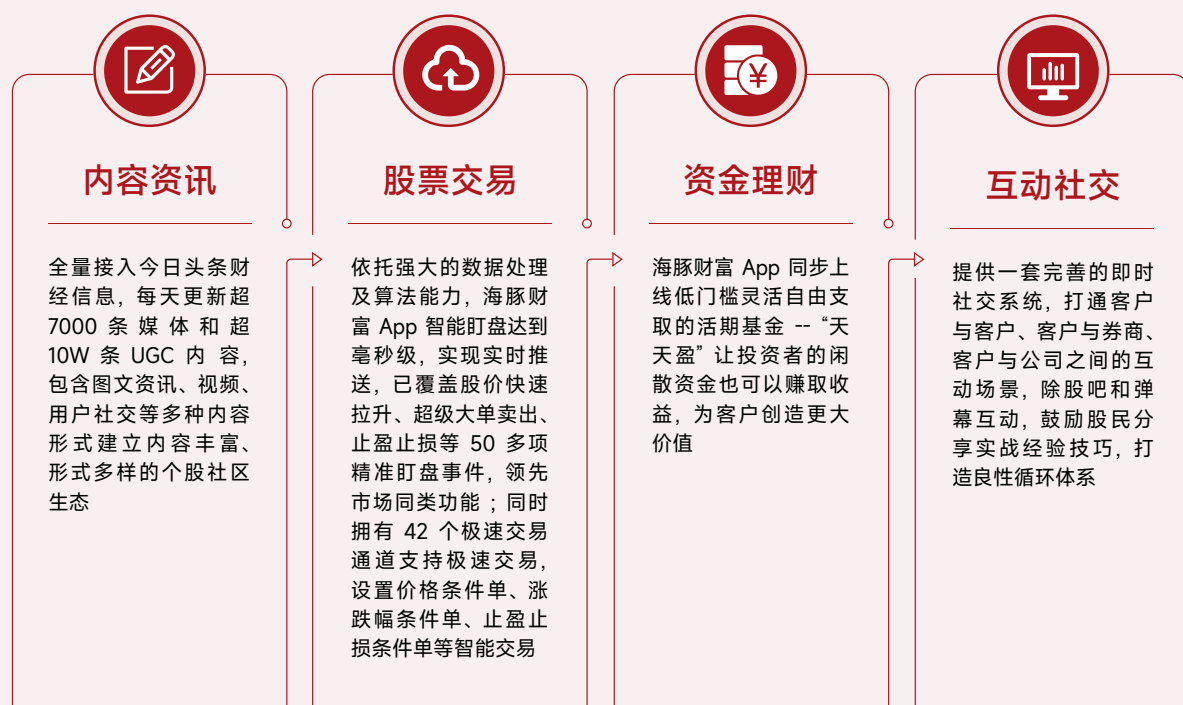 内容资讯
全量接入今日头条财
经信息，每天更新超
7000 条媒体和超
10W 条 UGC 内容，
包含图文资讯、视频、
用户社交等多种内容
形式建立内容丰富、
形式多样的个股社区
生态
股票交易
依托强大的数据处理
及算法能力，海豚财
富 App 智能盯盘达到
毫秒级，实现实时推
送，已覆盖股价快速
拉升、超级大单卖出、
止盈止损等 50 多项
精准盯盘事件，领先
市场同类功能；同时
拥有 42 个极速交易
通道支持极速交易，
设置价格条件单、涨
跌幅条件单、止盈止
损条件单等智能交易
资金理财
海豚财富 App 同步上
线低门槛灵活自由支
取的活期基金 -- “天
天盈” 让投资者的闲
散资金也可以赚取收
益，为客户创造更大
价值
互动社交
提供一套完善的即时
社交系统，打通客户
与客户、客户与券商、
客户与公司之间的互
动场景，除股吧和弹
幕互动，鼓励股民分
享实战经验技巧，打
造良性循环体系